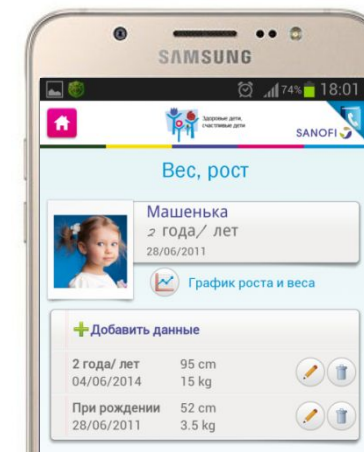 SAMSUNG
74% 18:01
Здоровые дети,
счастливые дети
SANOFI
Вес, рост
Машенька
2 года/ лет
28/06/2011
График роста и веса
Добавить данные
2 года/ лет 95 cm
04/06/2014 15 kg
При рождении 52 cm
28/06/2011 3.5 kg